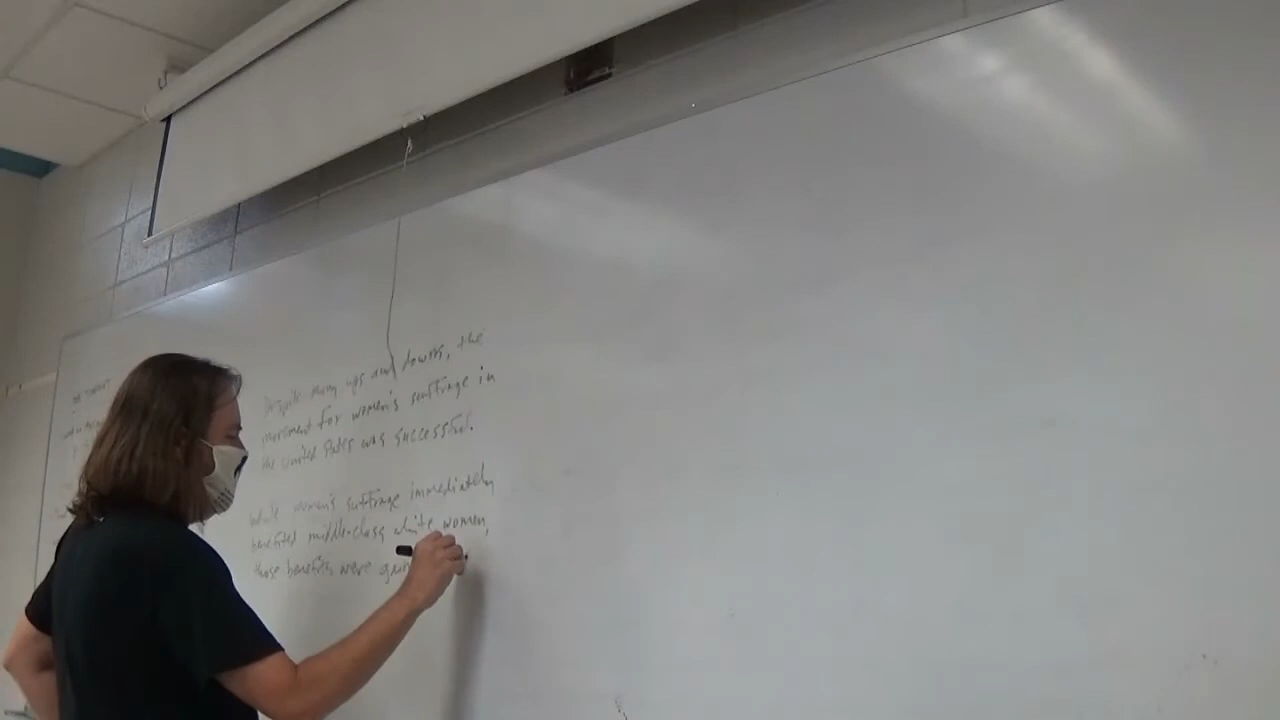 Despite many ups and downs, the
movement for women's suffrage in
the United States was successful.
While women's suffrage immediately
benefited middle-class white women,
those benefits were